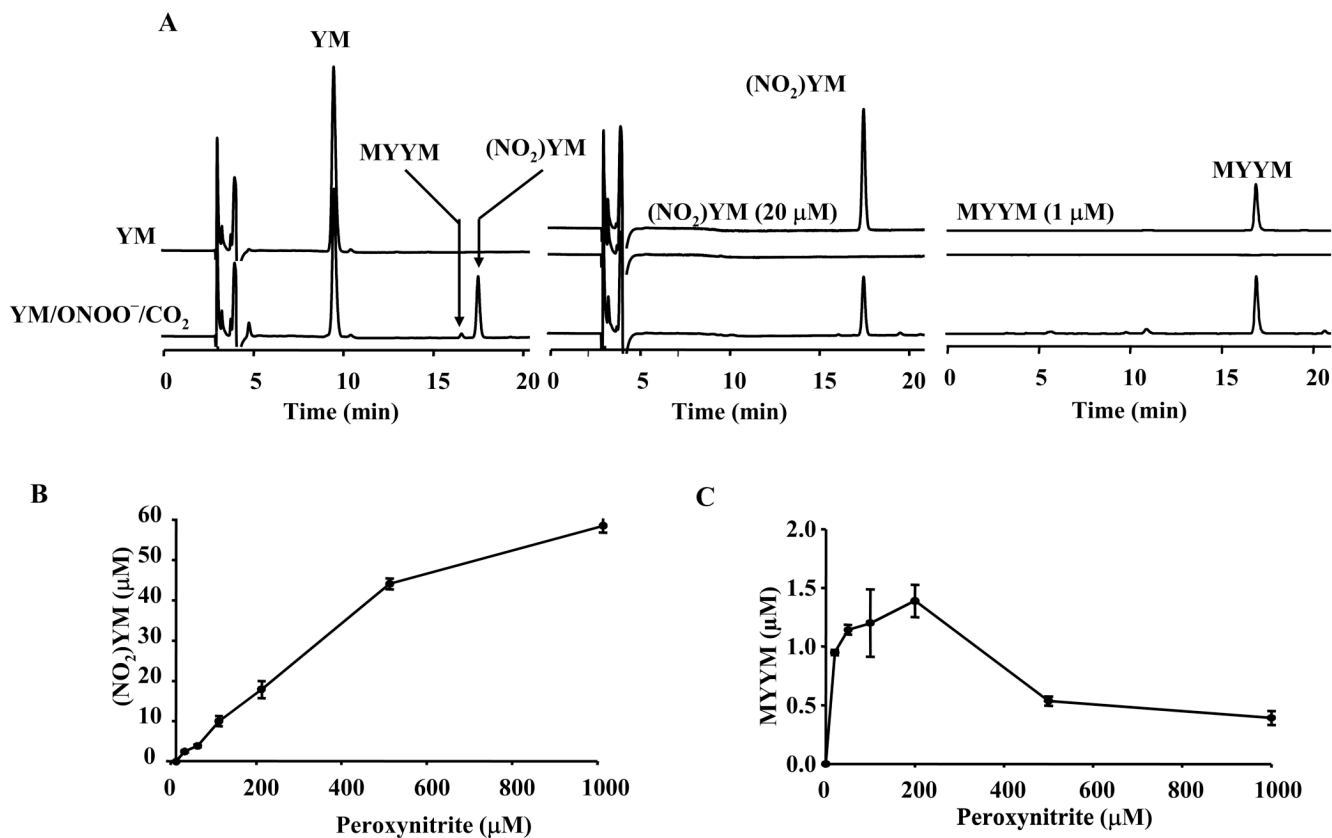 A
YM
MYYM
(NO₂)YM
YM
YM/ONOO⁻/CO₂
0 5 10 15 20
Time (min)
(NO₂)YM
(NO₂)YM (20 μM)
0 5 10 15 20
Time (min)
MYYM
MYYM (1 μM)
0 5 10 15 20
Time (min)
B
60
50
40
30
20
10
0
(NO₂)YM (μM)
0 200 400 600 800 1000
Peroxynitrite (μM)
C
2.0
1.5
1.0
0.5
0.0
MYYM (μM)
0 200 400 600 800 1000
Peroxynitrite (μM)